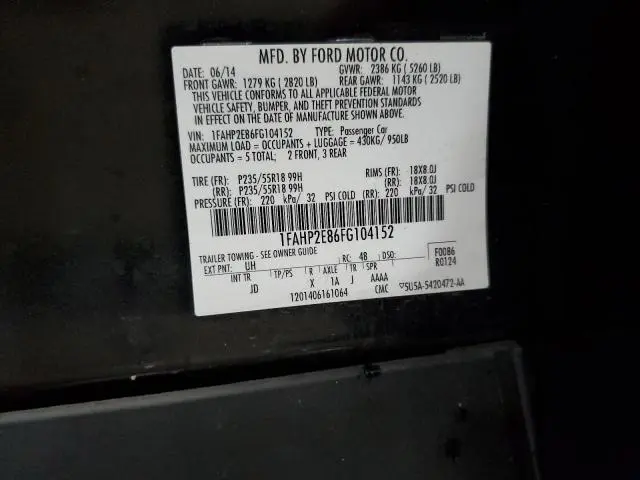 MFD. BY FORD MOTOR CO.
DATE: 06/14 GVWR: 2386 KG ( 5260 LB)
FRONT GAWR: 1279 KG ( 2820 LB) REAR GAWR: 1143 KG ( 2520 LB)
THIS VEHICLE CONFORMS TO ALL APPLICABLE FEDERAL MOTOR
VEHICLE SAFETY, BUMPER, AND THEFT PREVENTION STANDARDS
IN EFFECT ON THE DATE OF MANUFACTURE SHOWN ABOVE.
VIN: 1FAHP2E86FG104152 TYPE: Passenger Car
MAXIMUM LOAD = OCCUPANTS + LUGGAGE = 430KG/ 950LB
OCCUPANTS = 5 TOTAL; 2 FRONT, 3 REAR
TIRE (FR): P235/55R18 99H RIMS (FR): 18X8.0J
(RR): P235/55R18 99H (RR): 18X8.0J
PRESSURE (FR): 220 kPa/ 32 PSI COLD (RR): 220 kPa/ 32 PSI COLD
1FAHP2E86FG104152
TRAILER TOWING - SEE OWNER GUIDE
EXT PNT: UH RC: 48 DSO: F0086
R0124
INT TR TP/PS R AXLE TR SPR
JD X 1A J AAAA
1201406161064 CMC ▽5U5A-5420472-AA